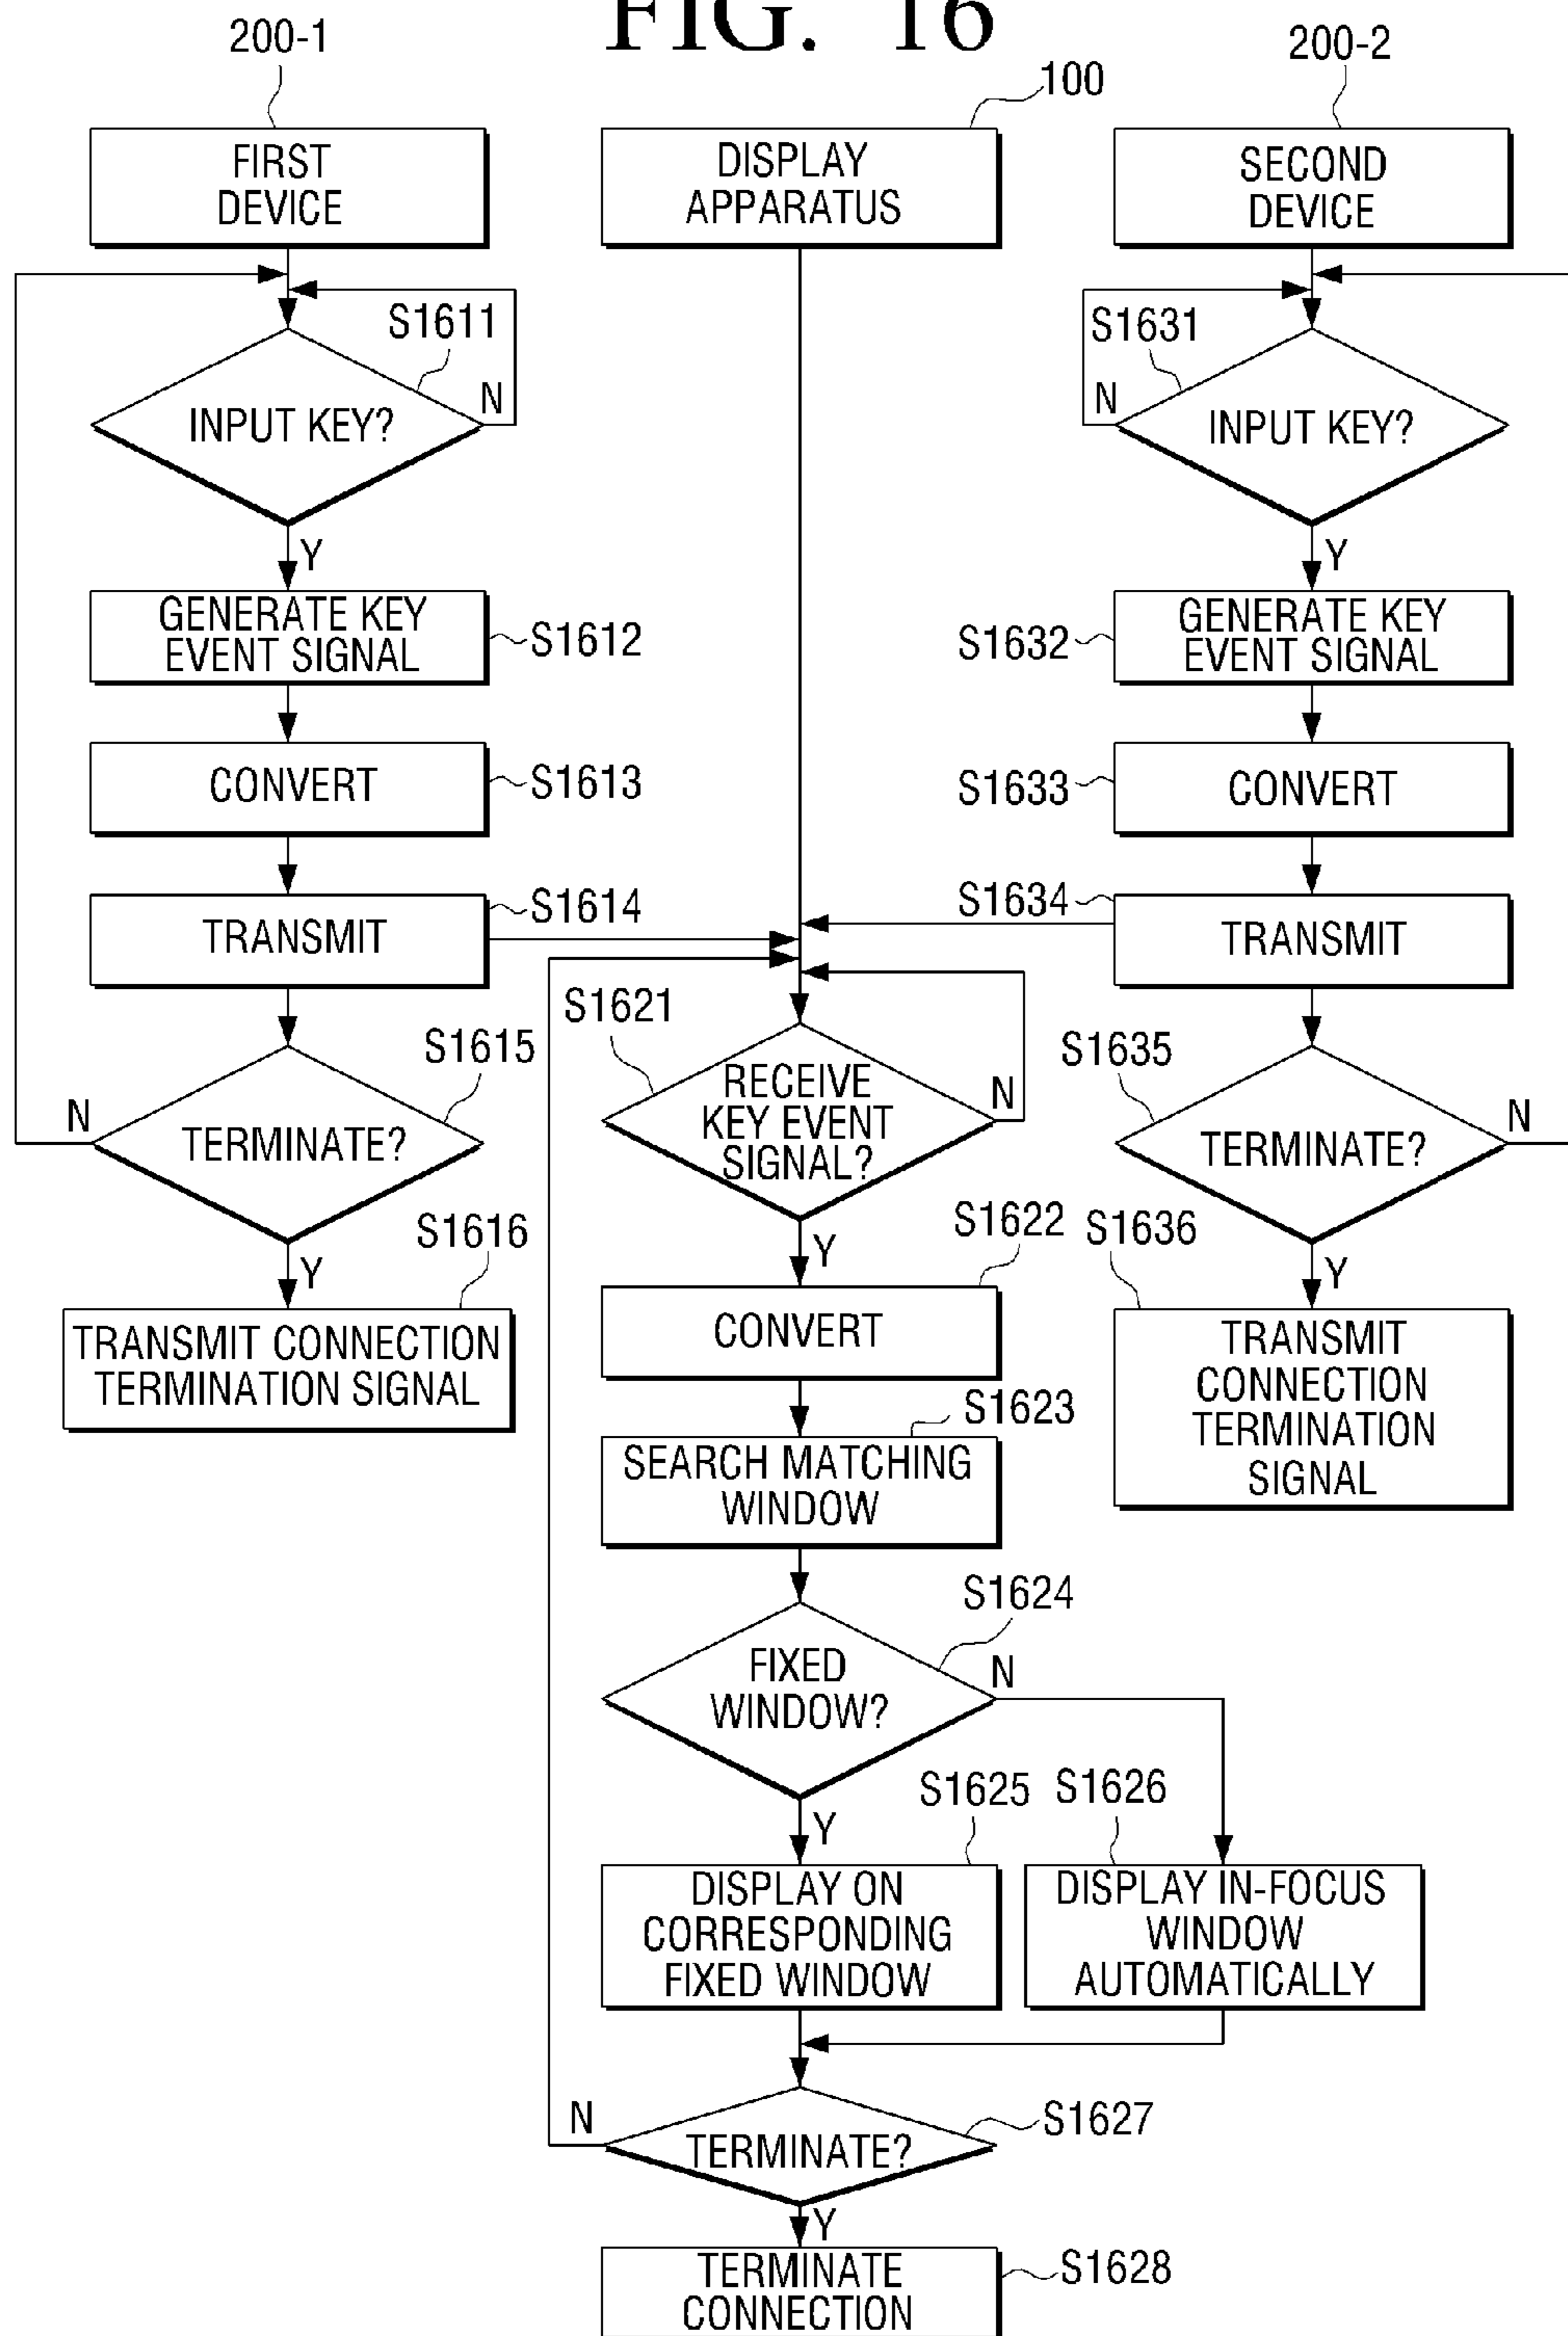 FIG. 16
200-1
100
200-2
FIRST
DEVICE
DISPLAY
APPARATUS
SECOND
DEVICE
S1611
INPUT KEY?
N
Y
GENERATE KEY
EVENT SIGNAL
S1612
CONVERT
S1613
TRANSMIT
S1614
S1615
TERMINATE?
N
Y
S1616
TRANSMIT CONNECTION
TERMINATION SIGNAL
S1621
RECEIVE
KEY EVENT
SIGNAL?
N
Y
S1622
CONVERT
S1623
SEARCH MATCHING
WINDOW
S1624
FIXED
WINDOW?
N
Y
S1625
DISPLAY ON
CORRESPONDING
FIXED WINDOW
S1626
DISPLAY IN-FOCUS
WINDOW
AUTOMATICALLY
S1627
TERMINATE?
N
Y
TERMINATE
CONNECTION
S1628
S1631
INPUT KEY?
N
Y
S1632
GENERATE KEY
EVENT SIGNAL
S1633
CONVERT
S1634
TRANSMIT
S1635
TERMINATE?
N
Y
S1636
TRANSMIT
CONNECTION
TERMINATION
SIGNAL